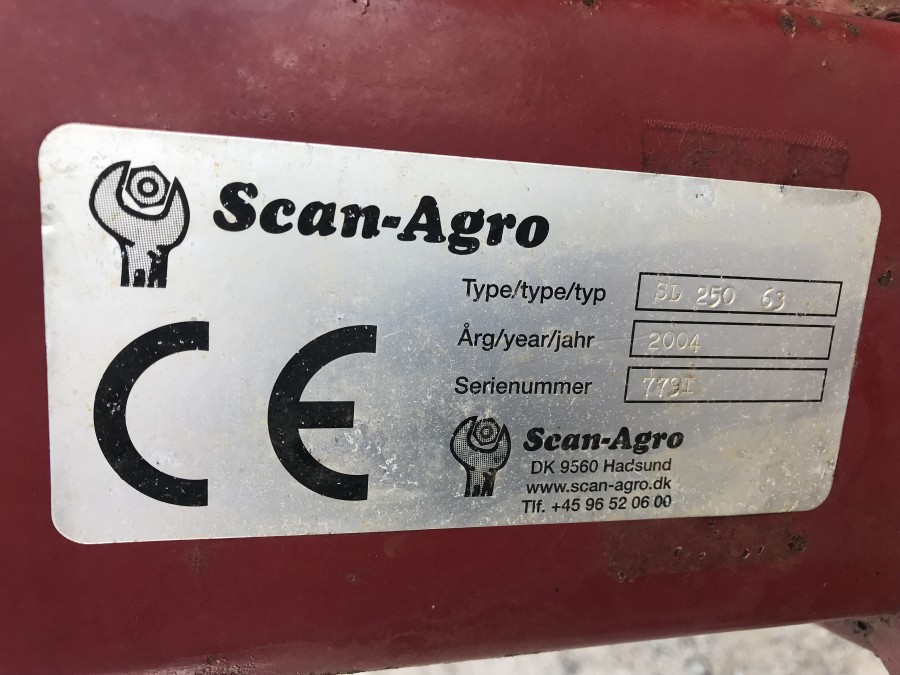 Scan-Agro
CE
Type/type/typ SD 250 63
Årg/year/jahr 2004
Serienummer 7791
Scan-Agro
DK 9560 Hadsund
www.scan-agro.dk
Tlf. +45 96 52 06 00